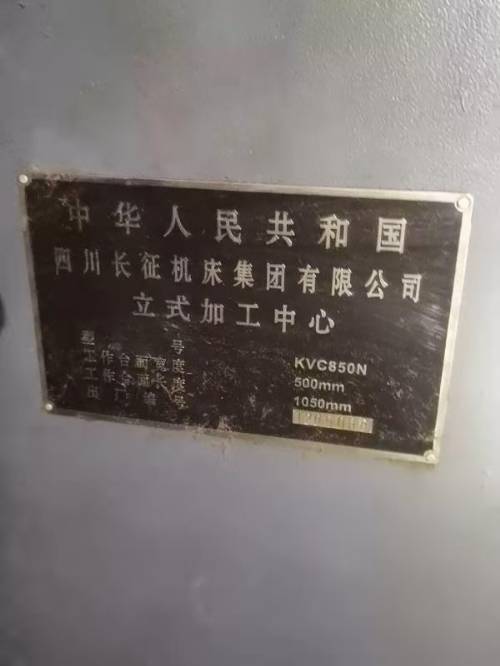 中华人民共和国
四川长征机床集团有限公司
立式加工中心
型号 KVC850N
工作台面宽度 500mm
工作台面长度 1050mm
出厂编号